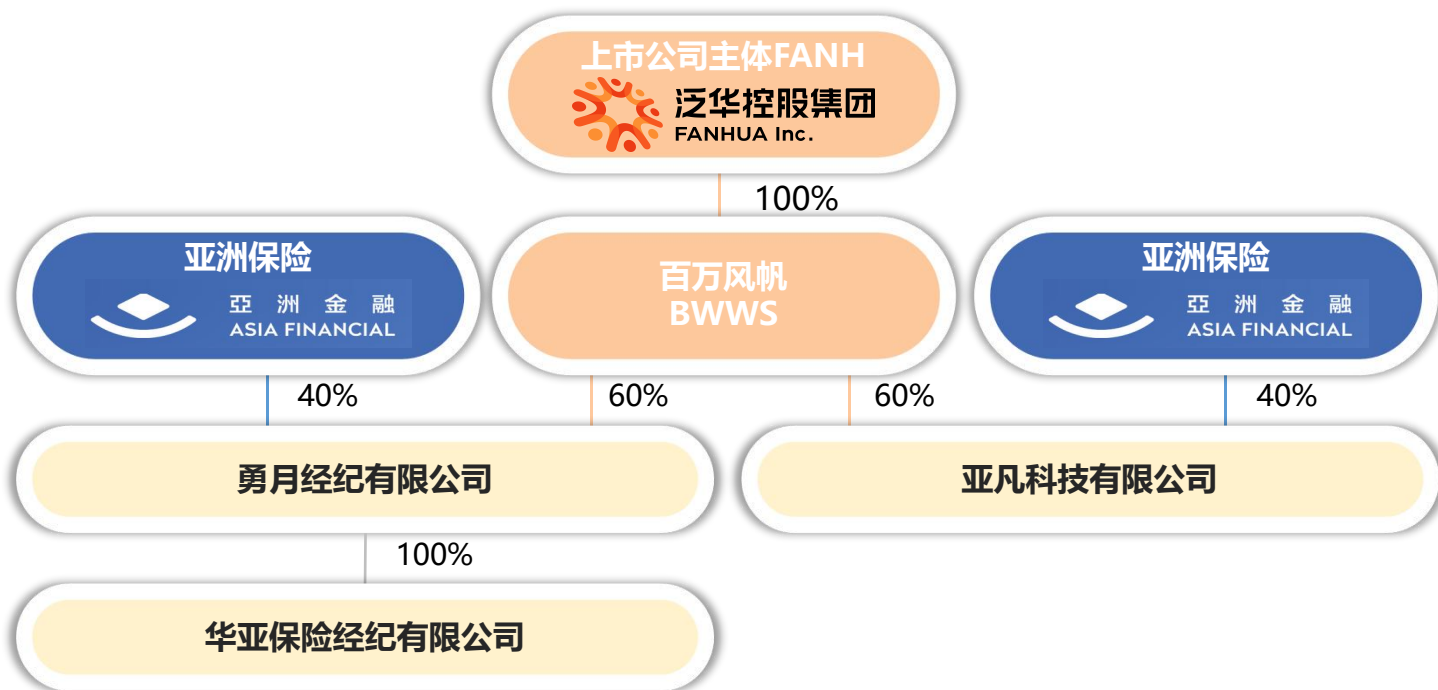 上市公司主体FANH
泛华控股集团
FANHUA Inc.
100%
亚洲保险
亞洲金融
ASIA FINANCIAL
百万风帆
BWWS
亚洲保险
亞洲金融
ASIA FINANCIAL
40%
60%
60%
40%
勇月经纪有限公司
亚凡科技有限公司
100%
华亚保险经纪有限公司